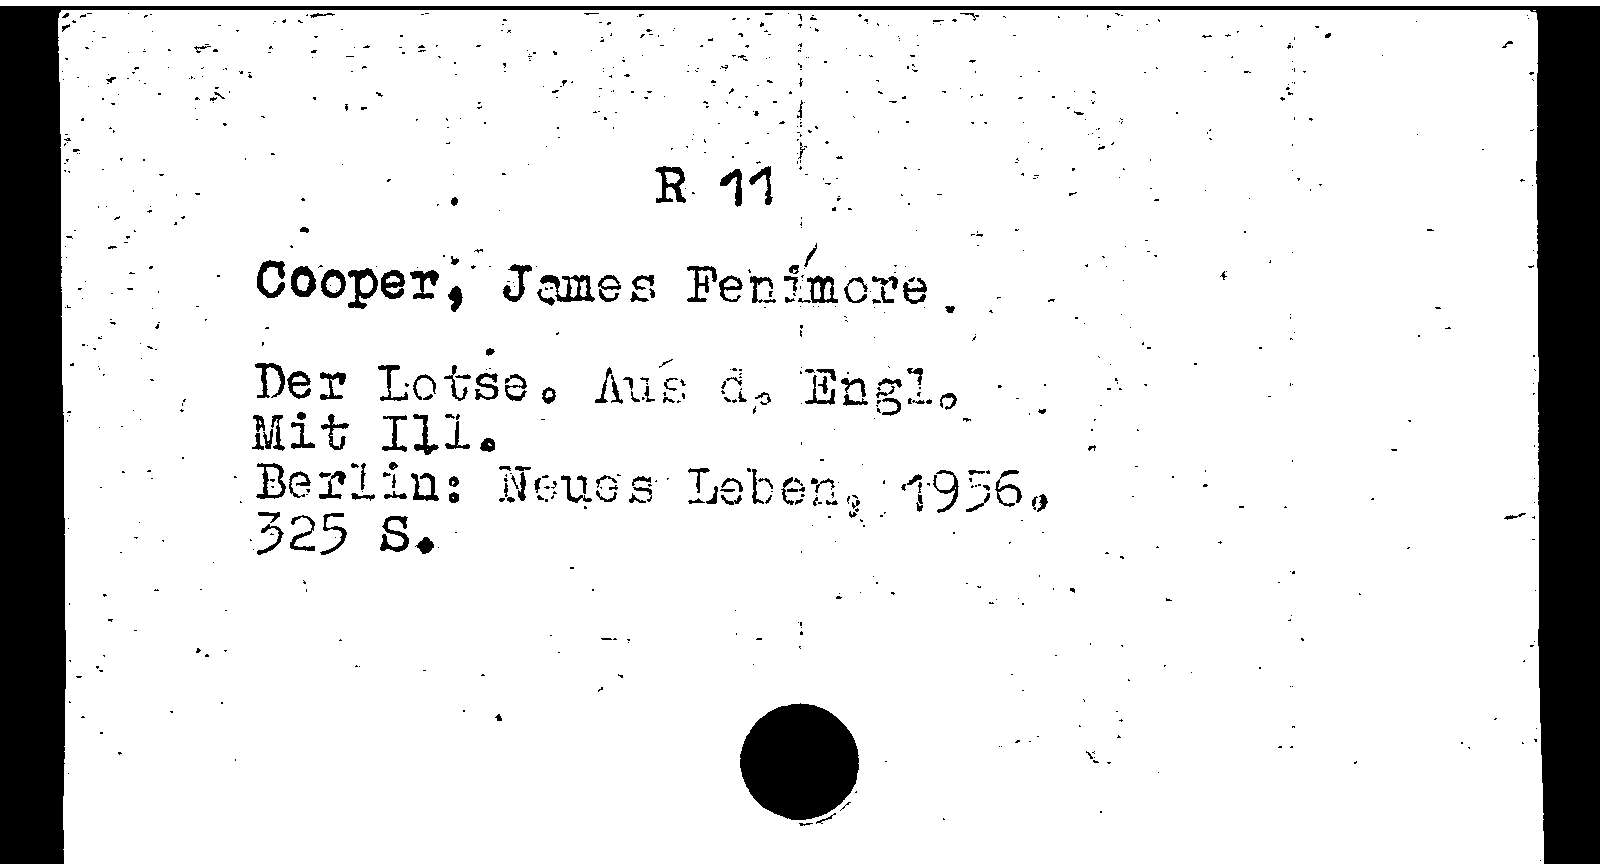 R 11
Cooper, James Fenimore.
Der Lotse. Aus d. Engl.
Mit Ill.
Berlin: Neues Leben, 1956.
325 S.